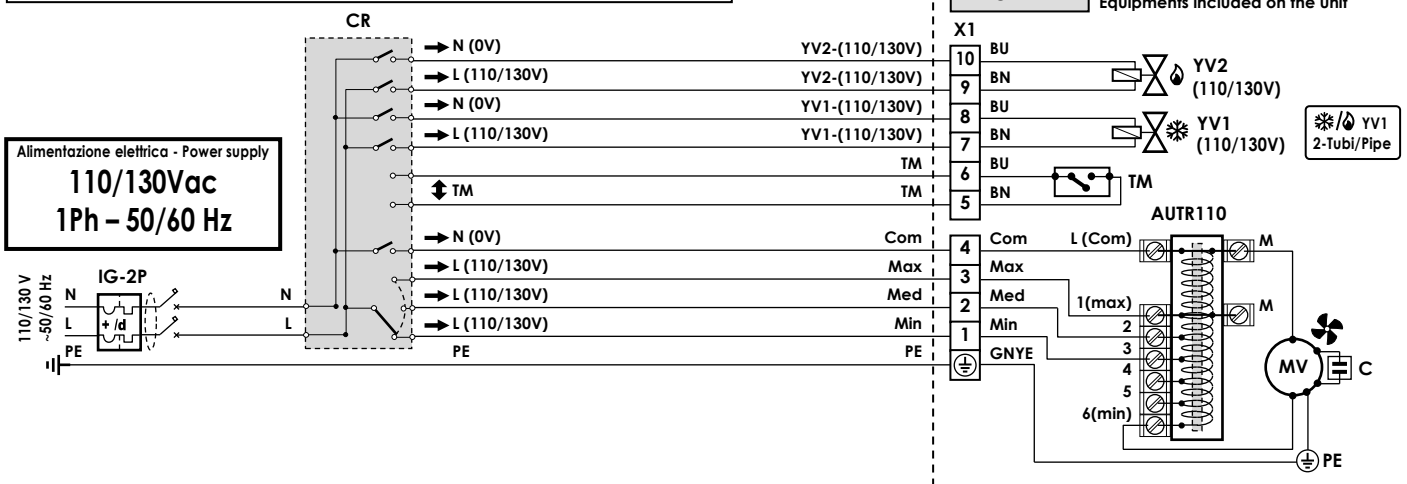 Equipments included on the unit
CR
X1
N (0V)
YV2-(110/130V)
10
BU
L (110/130V)
YV2-(110/130V)
9
BN
YV2
(110/130V)
N (0V)
YV1-(110/130V)
8
BU
L (110/130V)
YV1-(110/130V)
7
BN
YV1
(110/130V)
/ YV1
2-Tubi/Pipe
Alimentazione elettrica - Power supply
110/130Vac
1Ph – 50/60 Hz
TM
6
BU
TM
TM
5
BN
TM
AUTR110
N (0V)
Com
4
Com
L (Com)
M
L (110/130V)
Max
3
Max
L (110/130V)
Med
2
Med
1(max)
M
L (110/130V)
Min
1
Min
2
3
4
5
6(min)
PE
PE
GNYE
IG-2P
110/130 V
~50/60 Hz
N
L
PE
+ /d
N
L
MV
C
PE